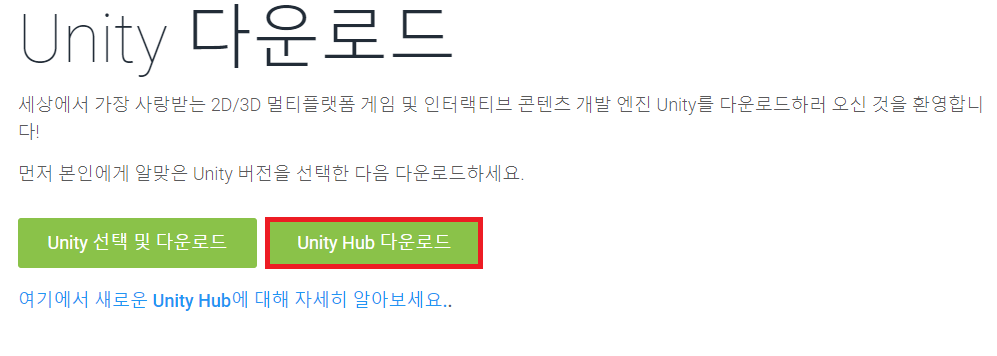 Unity 다운로드
세상에서 가장 사랑받는 2D/3D 멀티플랫폼 게임 및 인터랙티브 콘텐츠 개발 엔진 Unity를 다운로드하러 오신 것을 환영합니
다!
먼저 본인에게 알맞은 Unity 버전을 선택한 다음 다운로드하세요.
Unity 선택 및 다운로드
Unity Hub 다운로드
여기에서 새로운 Unity Hub에 대해 자세히 알아보세요..